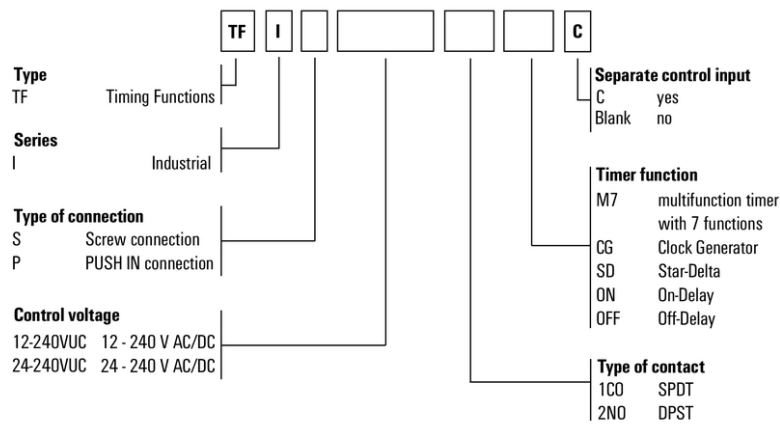 TF I C
Type
TF Timing Functions
Series
I Industrial
Type of connection
S Screw connection
P PUSH IN connection
Control voltage
12-240VUC 12 - 240 V AC/DC
24-240VUC 24 - 240 V AC/DC
Separate control input
C yes
Blank no
Timer function
M7 multifunction timer
with 7 functions
CG Clock Generator
SD Star-Delta
ON On-Delay
OFF Off-Delay
Type of contact
1CO SPDT
2NO DPST